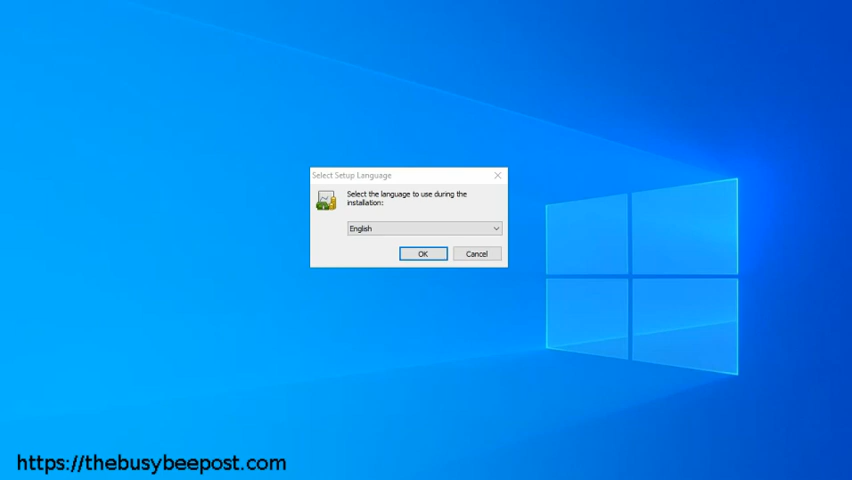 Select Setup Language
Select the language to use during the
installation:
English
OK
Cancel
https://thebusybeepost.com